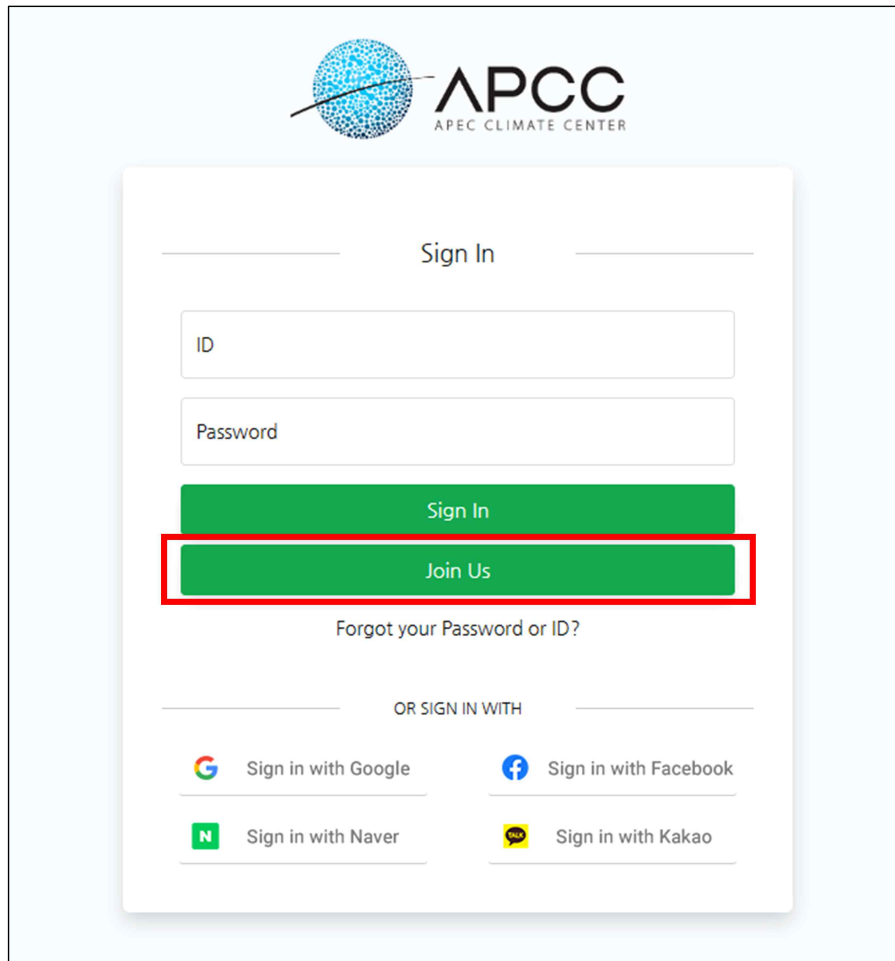 APCC
APEC CLIMATE CENTER
Sign In
ID
Password
Sign In
Join Us
Forgot your Password or ID?
OR SIGN IN WITH
G Sign in with Google f Sign in with Facebook
N Sign in with Naver TALK Sign in with Kakao